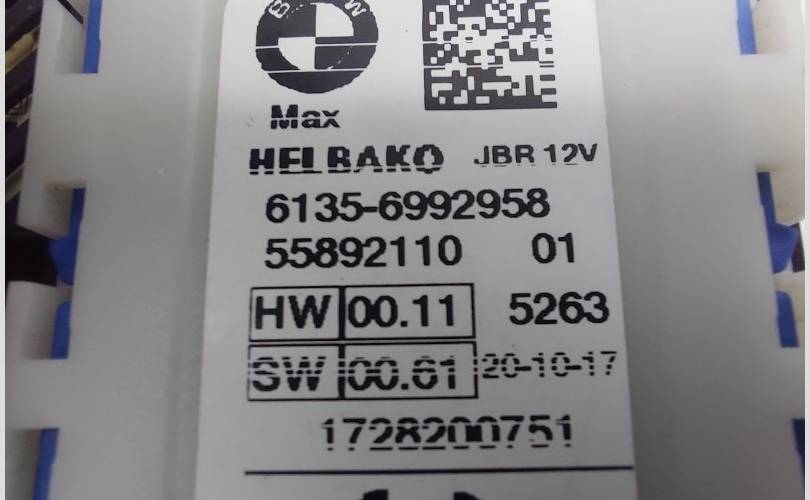 BMW
Max
HELBAKO JBR 12V
6135-6992958
55892110 01
HW 00.11 5263
SW 00.61 20-10-17
1728200751